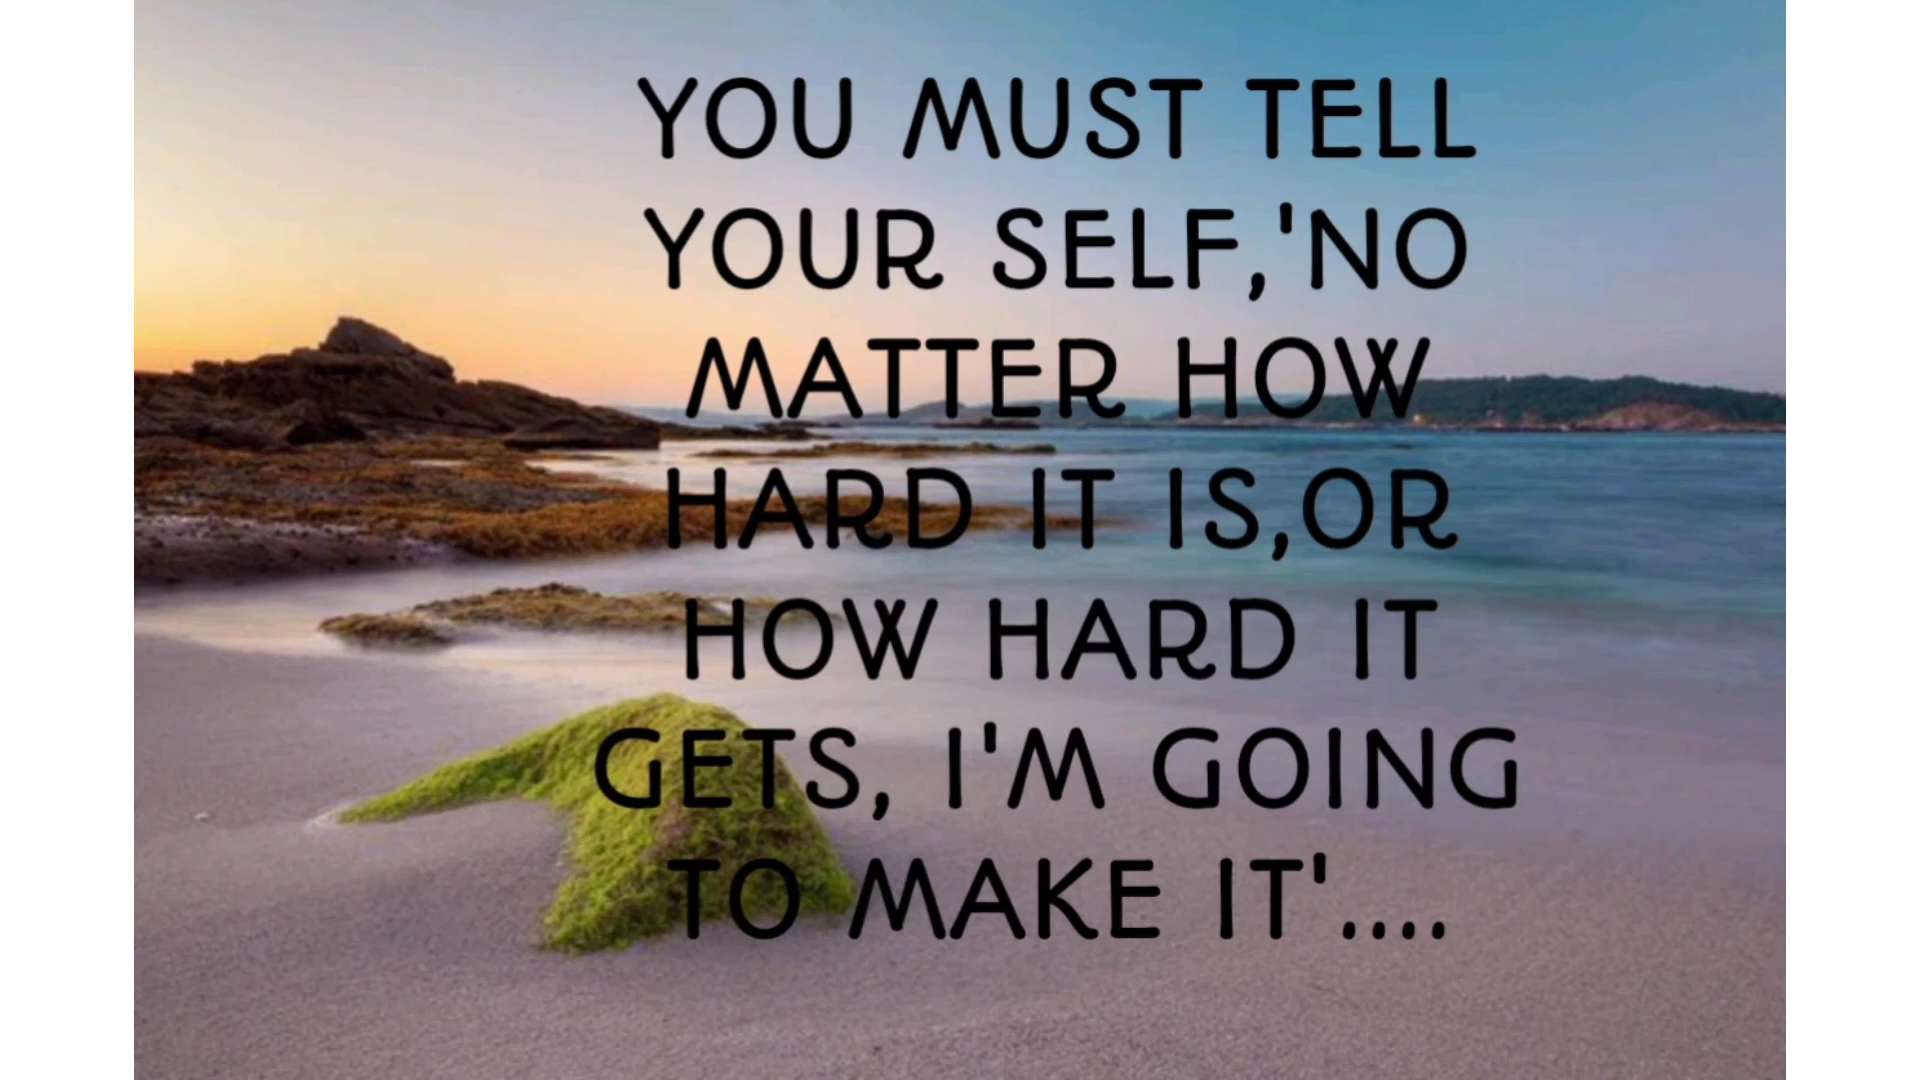 YOU MUST TELL
YOUR SELF,'NO
MATTER HOW
HARD IT IS,OR
HOW HARD IT
GETS, I'M GOING
TO MAKE IT'....